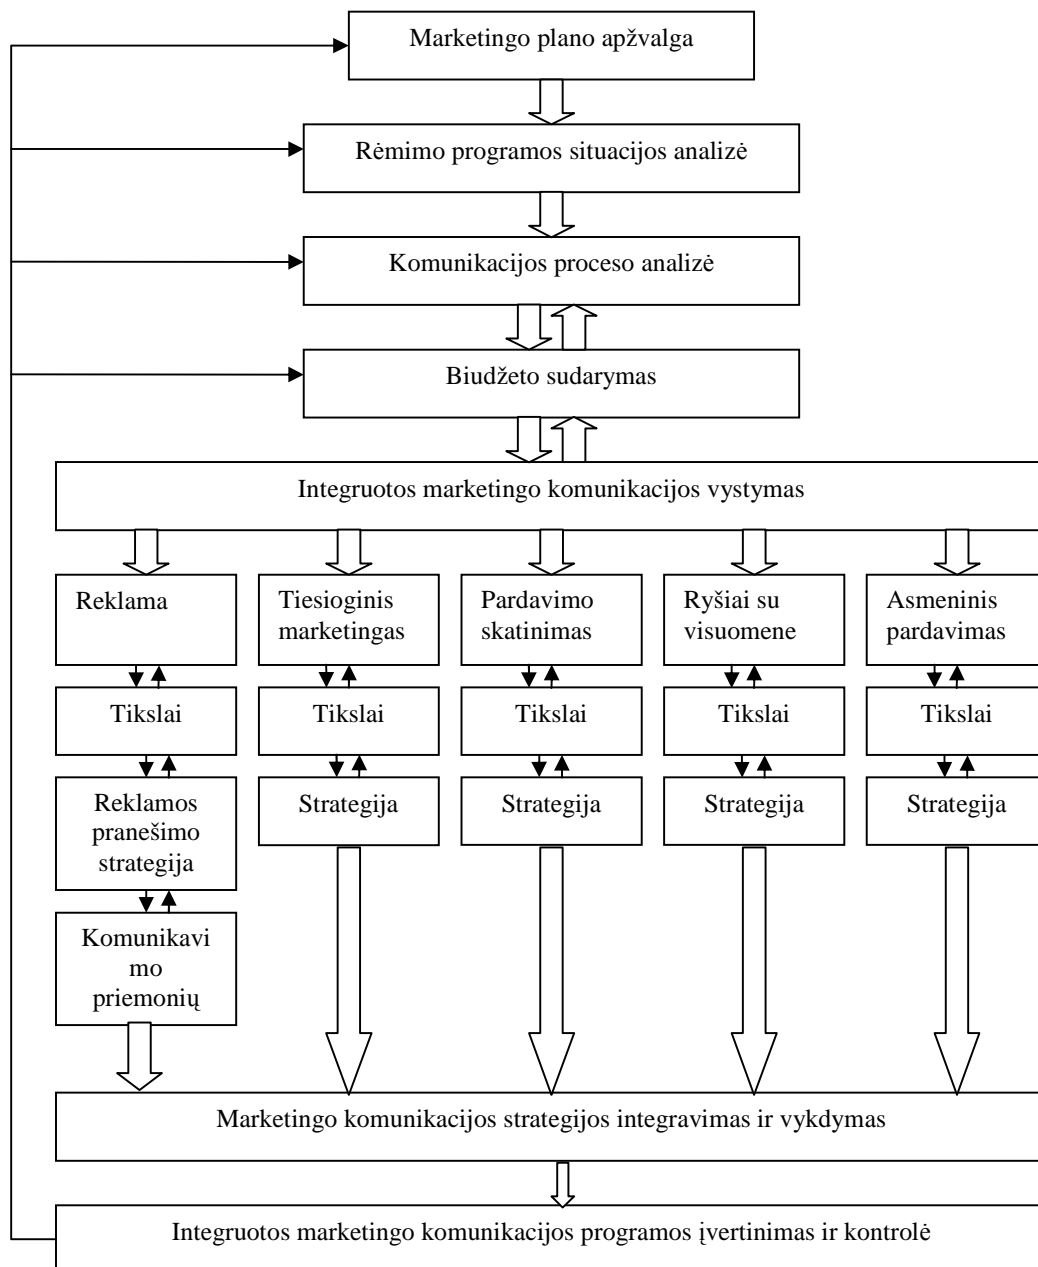 Marketingo plano apžvalga
Rėmimo programos situacijos analizė
Komunikacijos proceso analizė
Biudžeto sudarymas
Integruotos marketingo komunikacijos vystymas
Reklama
Tiesioginis
marketingas
Pardavimo
skatinimas
Ryšiai su
visuomene
Asmeninis
pardavimas
Tikslai
Tikslai
Tikslai
Tikslai
Tikslai
Reklamos
pranešimo
strategija
Strategija
Strategija
Strategija
Strategija
Komunikavi
mo
priemonių
Marketingo komunikacijos strategijos integravimas ir vykdymas
Integruotos marketingo komunikacijos programos įvertinimas ir kontrolė